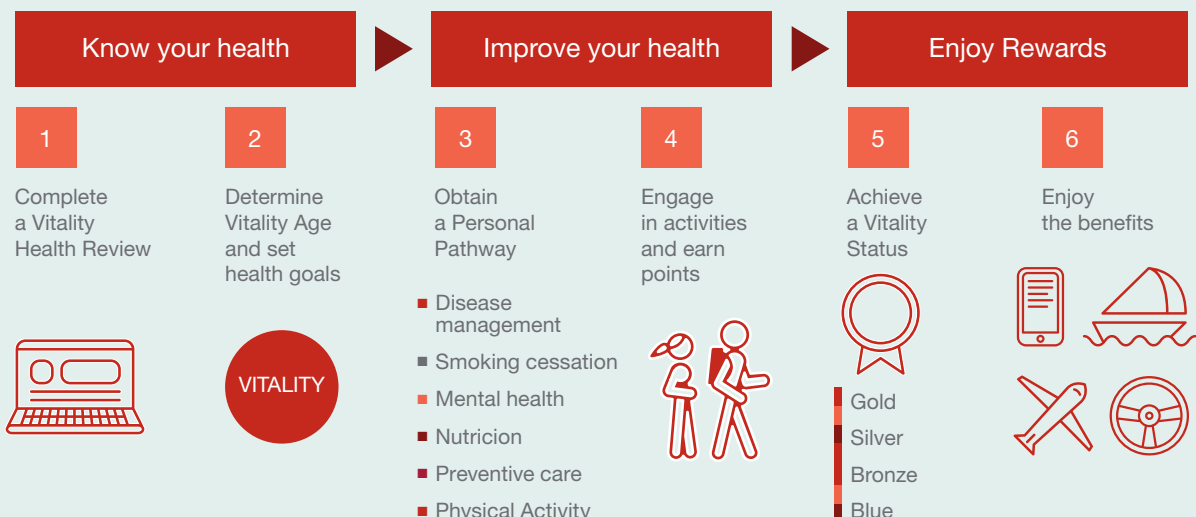 Know your health
Improve your health
Enjoy Rewards
1
Complete
a Vitality
Health Review
2
Determine
Vitality Age
and set
health goals
VITALITY
3
Obtain
a Personal
Pathway
Disease
management
Smoking cessation
Mental health
Nutricion
Preventive care
Physical Activity
4
Engage
in activities
and earn
points
5
Achieve
a Vitality
Status
Gold
Silver
Bronze
Blue
6
Enjoy
the benefits